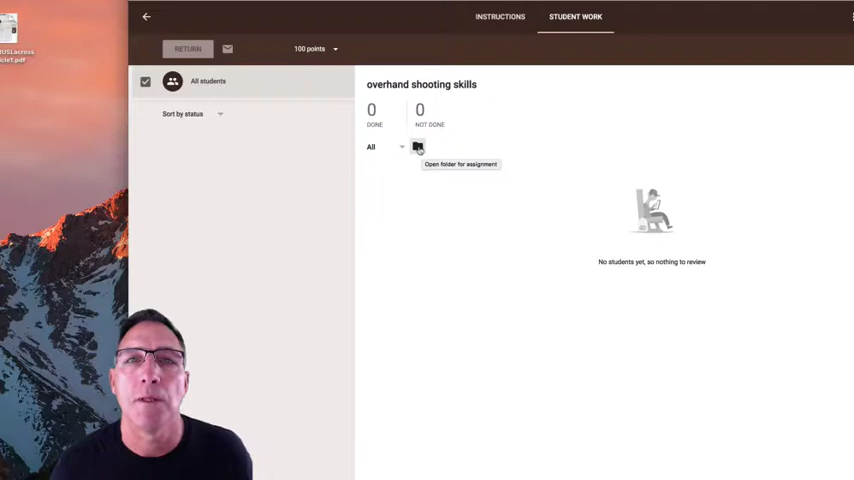 INSTRUCTIONS
STUDENT WORK
RETURN
100 points
All students
Sort by status
overhand shooting skills
0
0
DONE
NOT DONE
All
Open folder for assignment
No students yet, so nothing to review